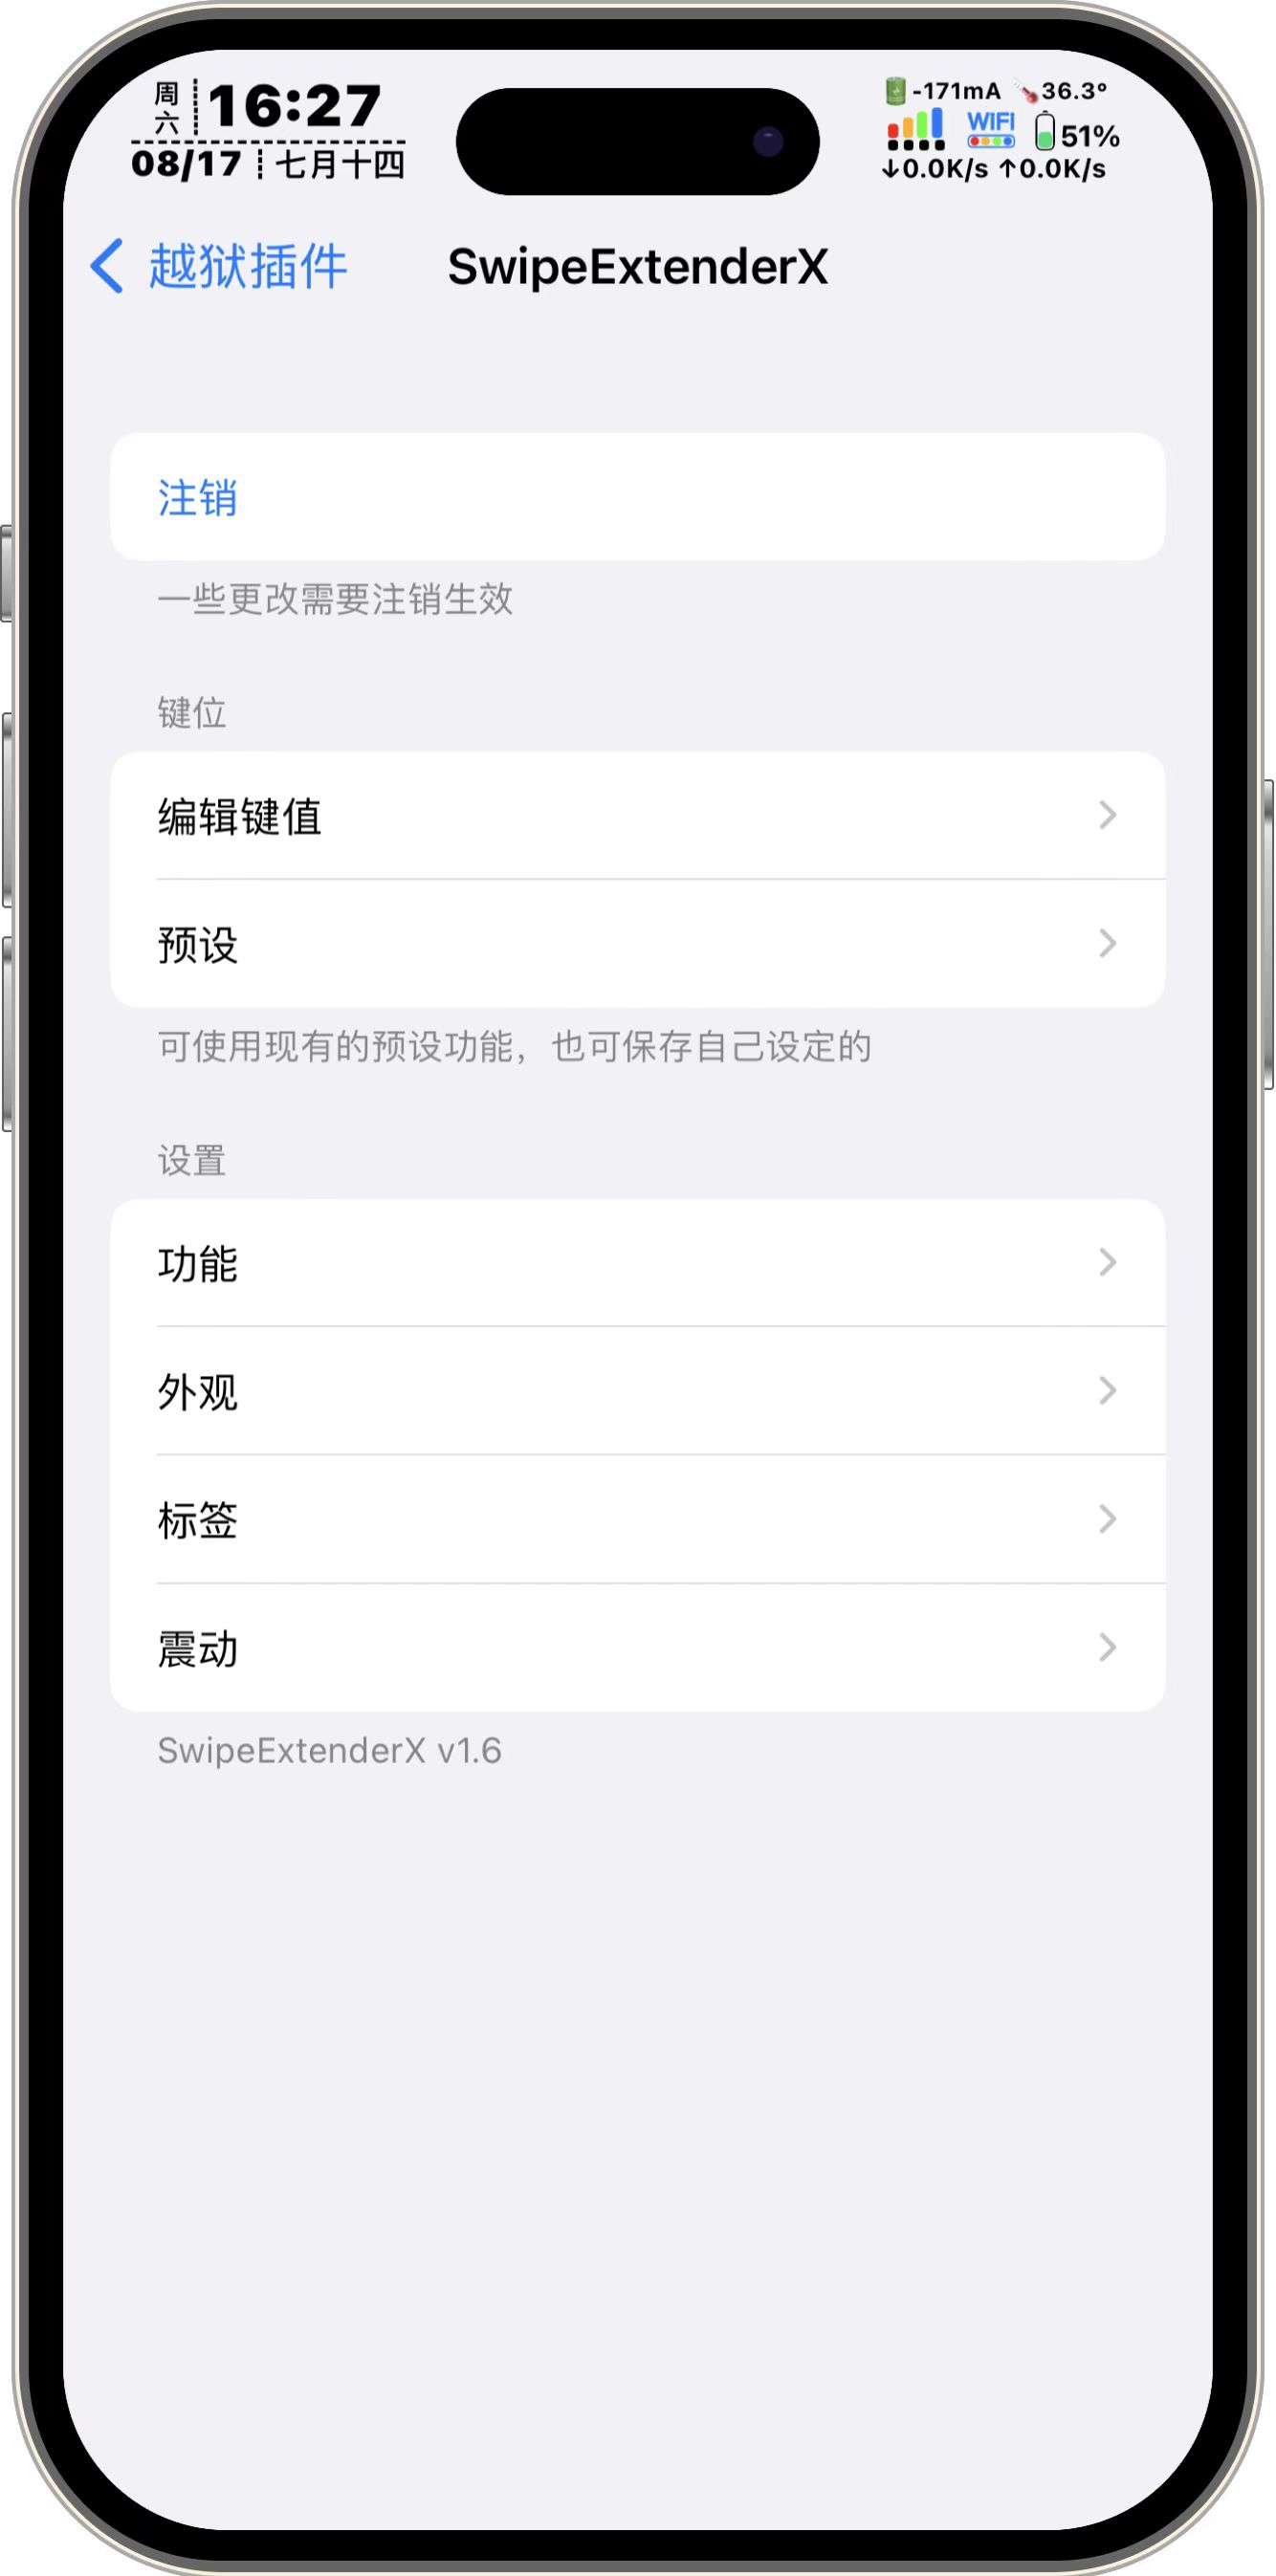 周六 16:27
08/17 七月十四
-171mA 36.3°
WiFi 51%
↓0.0K/s ↑0.0K/s
越狱插件 SwipeExtenderX
注销
一些更改需要注销生效
键位
编辑键值
预设
可使用现有的预设功能，也可保存自己设定的
设置
功能
外观
标签
震动
SwipeExtenderX v1.6